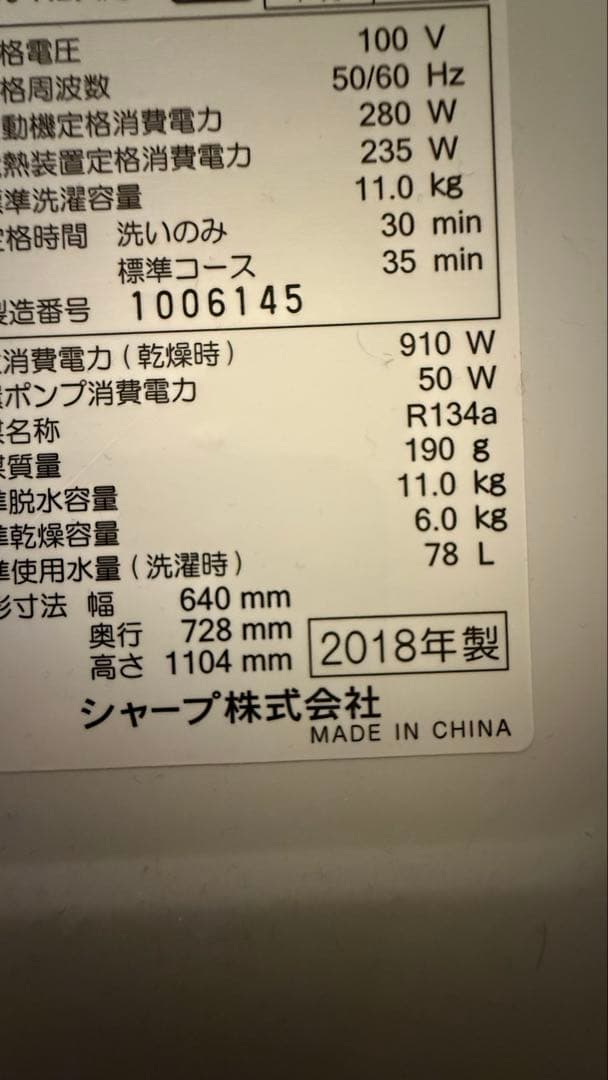 格電圧 100 V
格周波数 50/60 Hz
動機定格消費電力 280 W
熱装置定格消費電力 235 W
準洗濯容量 11.0 kg
格時間 洗いのみ 30 min
標準コース 35 min
製造番号 1006145
消費電力(乾燥時) 910 W
ポンプ消費電力 50 W
名称 R134a
質量 190 g
準脱水容量 11.0 kg
準乾燥容量 6.0 kg
準使用水量(洗濯時) 78 L
形寸法 幅 640 mm
奥行 728 mm
高さ 1104 mm 2018年製
シャープ株式会社
MADE IN CHINA